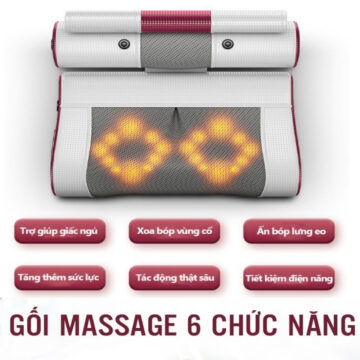 Trợ giúp giấc ngủ
Xoa bóp vùng cổ
Ấn bóp lưng eo
Tăng thêm sức lực
Tác động thật sâu
Tiết kiệm điện năng
GỐI MASSAGE 6 CHỨC NĂNG